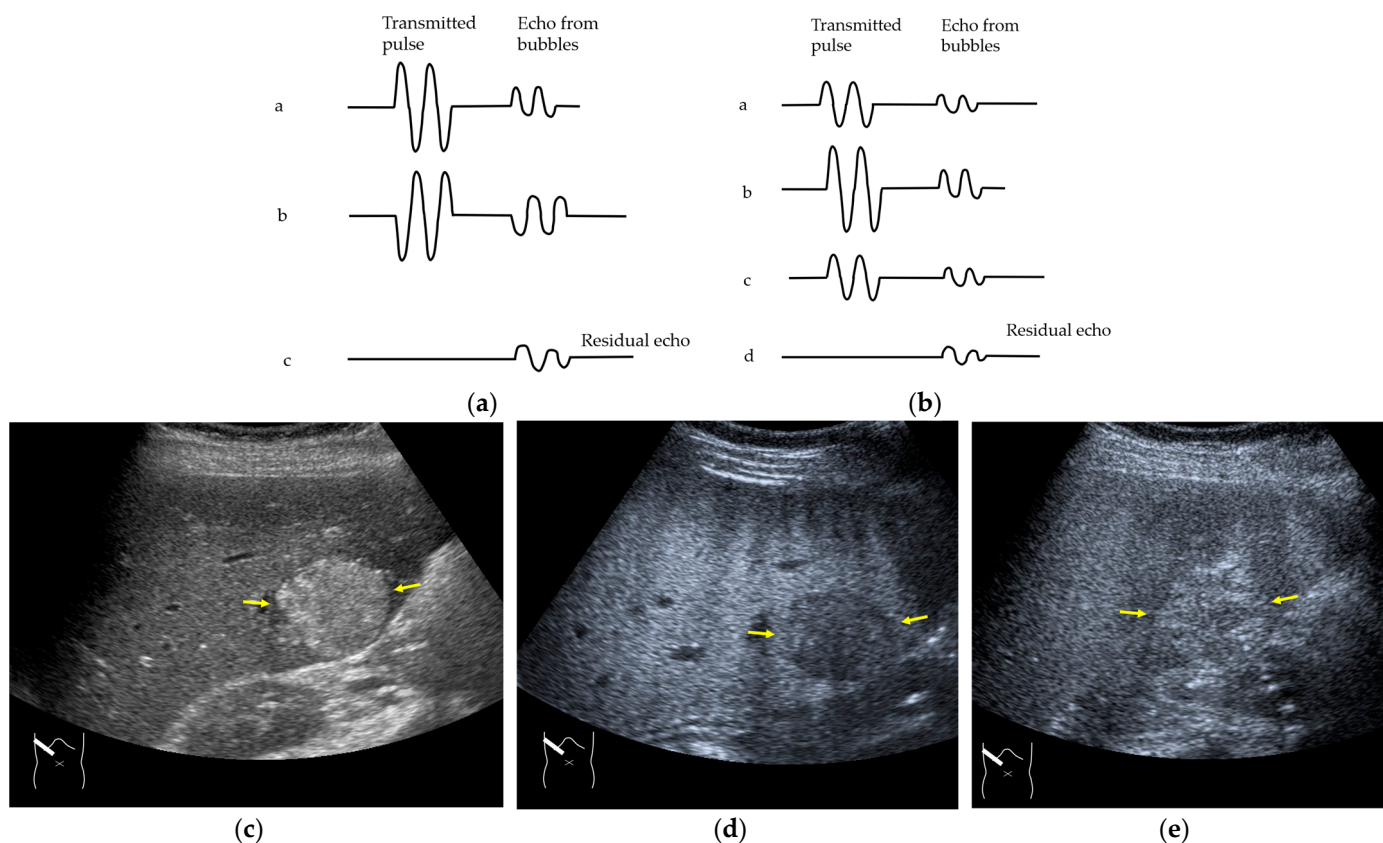 Transmitted
pulse
Echo from
bubbles
a
b
c
Residual echo
(a)
Transmitted
pulse
Echo from
bubbles
a
b
c
d
Residual echo
(b)
(c)
(d)
(e)